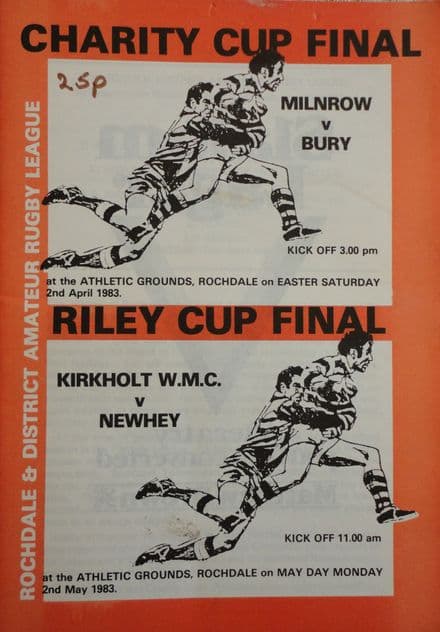 CHARITY CUP FINAL
25p
MILNROW
v
BURY
KICK OFF 3.00 pm
at the ATHLETIC GROUNDS, ROCHDALE on EASTER SATURDAY
2nd April 1983.
RILEY CUP FINAL
KIRKHOLT W.M.C.
v
NEWHEY
KICK OFF 11.00 am
at the ATHLETIC GROUNDS, ROCHDALE on MAY DAY MONDAY
2nd May 1983.
ROCHDALE & DISTRICT AMATEUR RUGBY LEAGUE